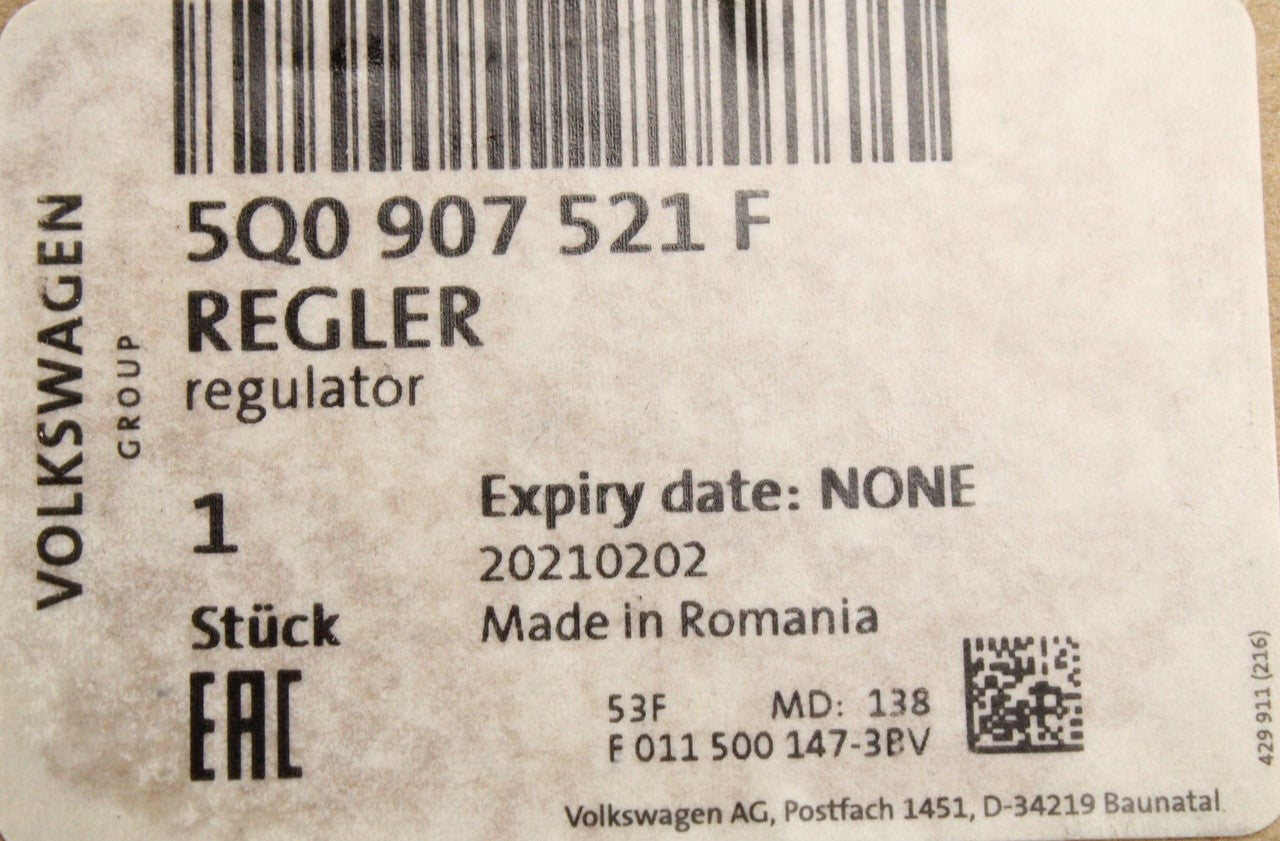 5Q0 907 521 F
REGLER
regulator
VOLKSWAGEN
GROUP
1
Stück
EAC
Expiry date: NONE
20210202
Made in Romania
53F MD: 138
F 011 500 147-3BV
Volkswagen AG, Postfach 1451, D-34219 Baunatal
429 911 (216)